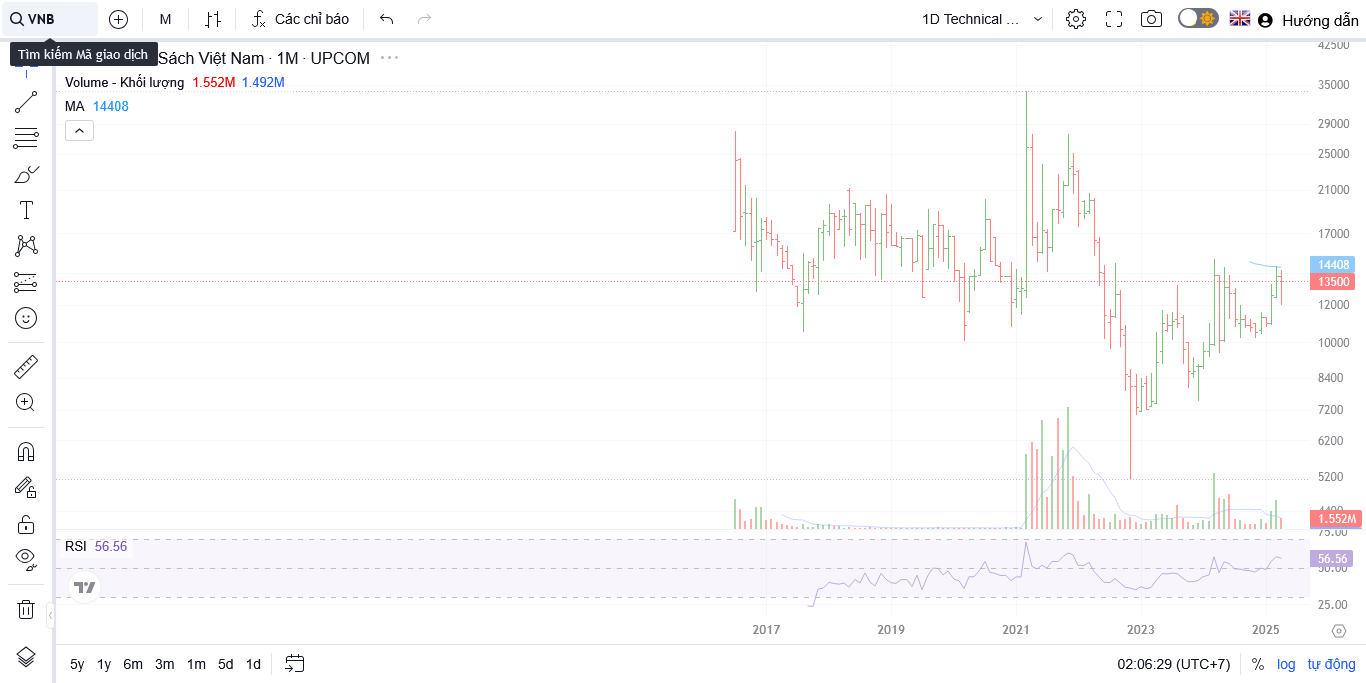 VNB
M
Các chỉ báo
1D Technical ...
Hướng dẫn
Tìm kiếm Mã giao dịch
Sách Việt Nam · 1M · UPCOM
Volume - Khối lượng 1.552M 1.492M
MA 14408
42500
35000
29000
25000
21000
17000
14408
13500
12000
10000
8400
7200
6200
5200
4400
1.552M
75.00
RSI 56.56
56.56
50.00
25.00
2017 2019 2021 2023 2025
5y 1y 6m 3m 1m 5d 1d
02:06:29 (UTC+7) % log tự động